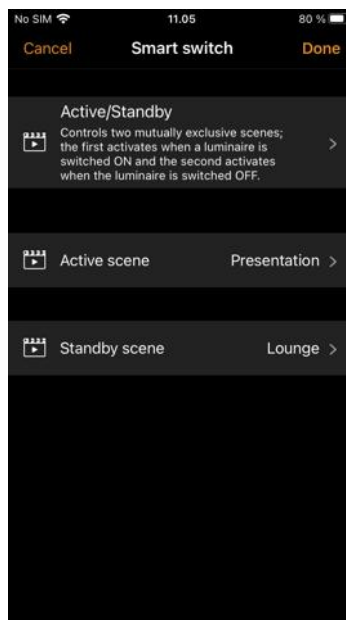 No SIM 11.05 80 %
Cancel Smart switch Done
Active/Standby
Controls two mutually exclusive scenes;
the first activates when a luminaire is
switched ON and the second activates
when the luminaire is switched OFF.
Active scene Presentation
Standby scene Lounge